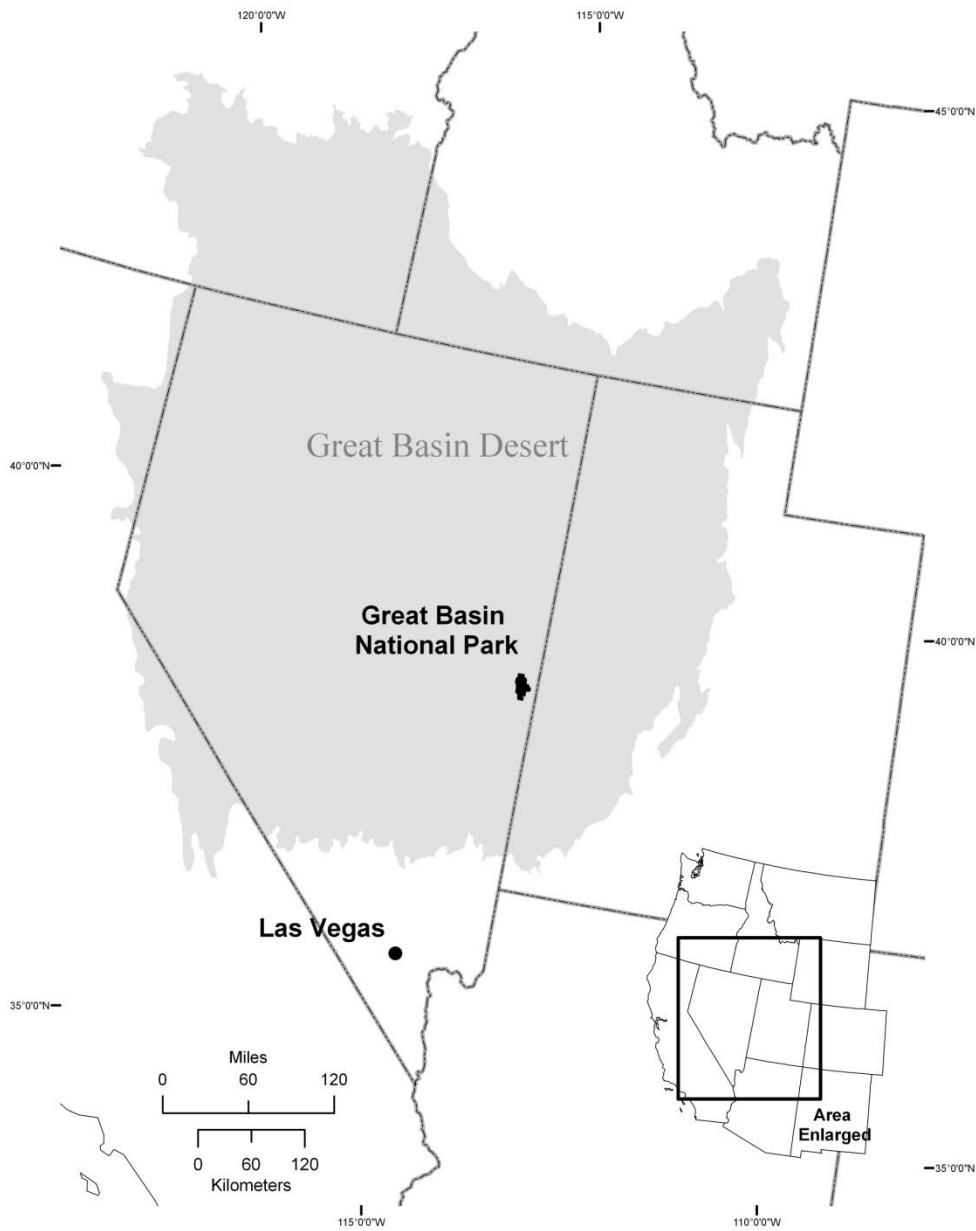 120°0'0"W
115°0'0"W
45°0'0"N
Great Basin Desert
40°0'0"N
Great Basin
National Park
40°0'0"N
Las Vegas
35°0'0"N
Miles
0 60 120
0 60 120
Kilometers
Area
Enlarged
35°0'0"N
115°0'0"W
110°0'0"W